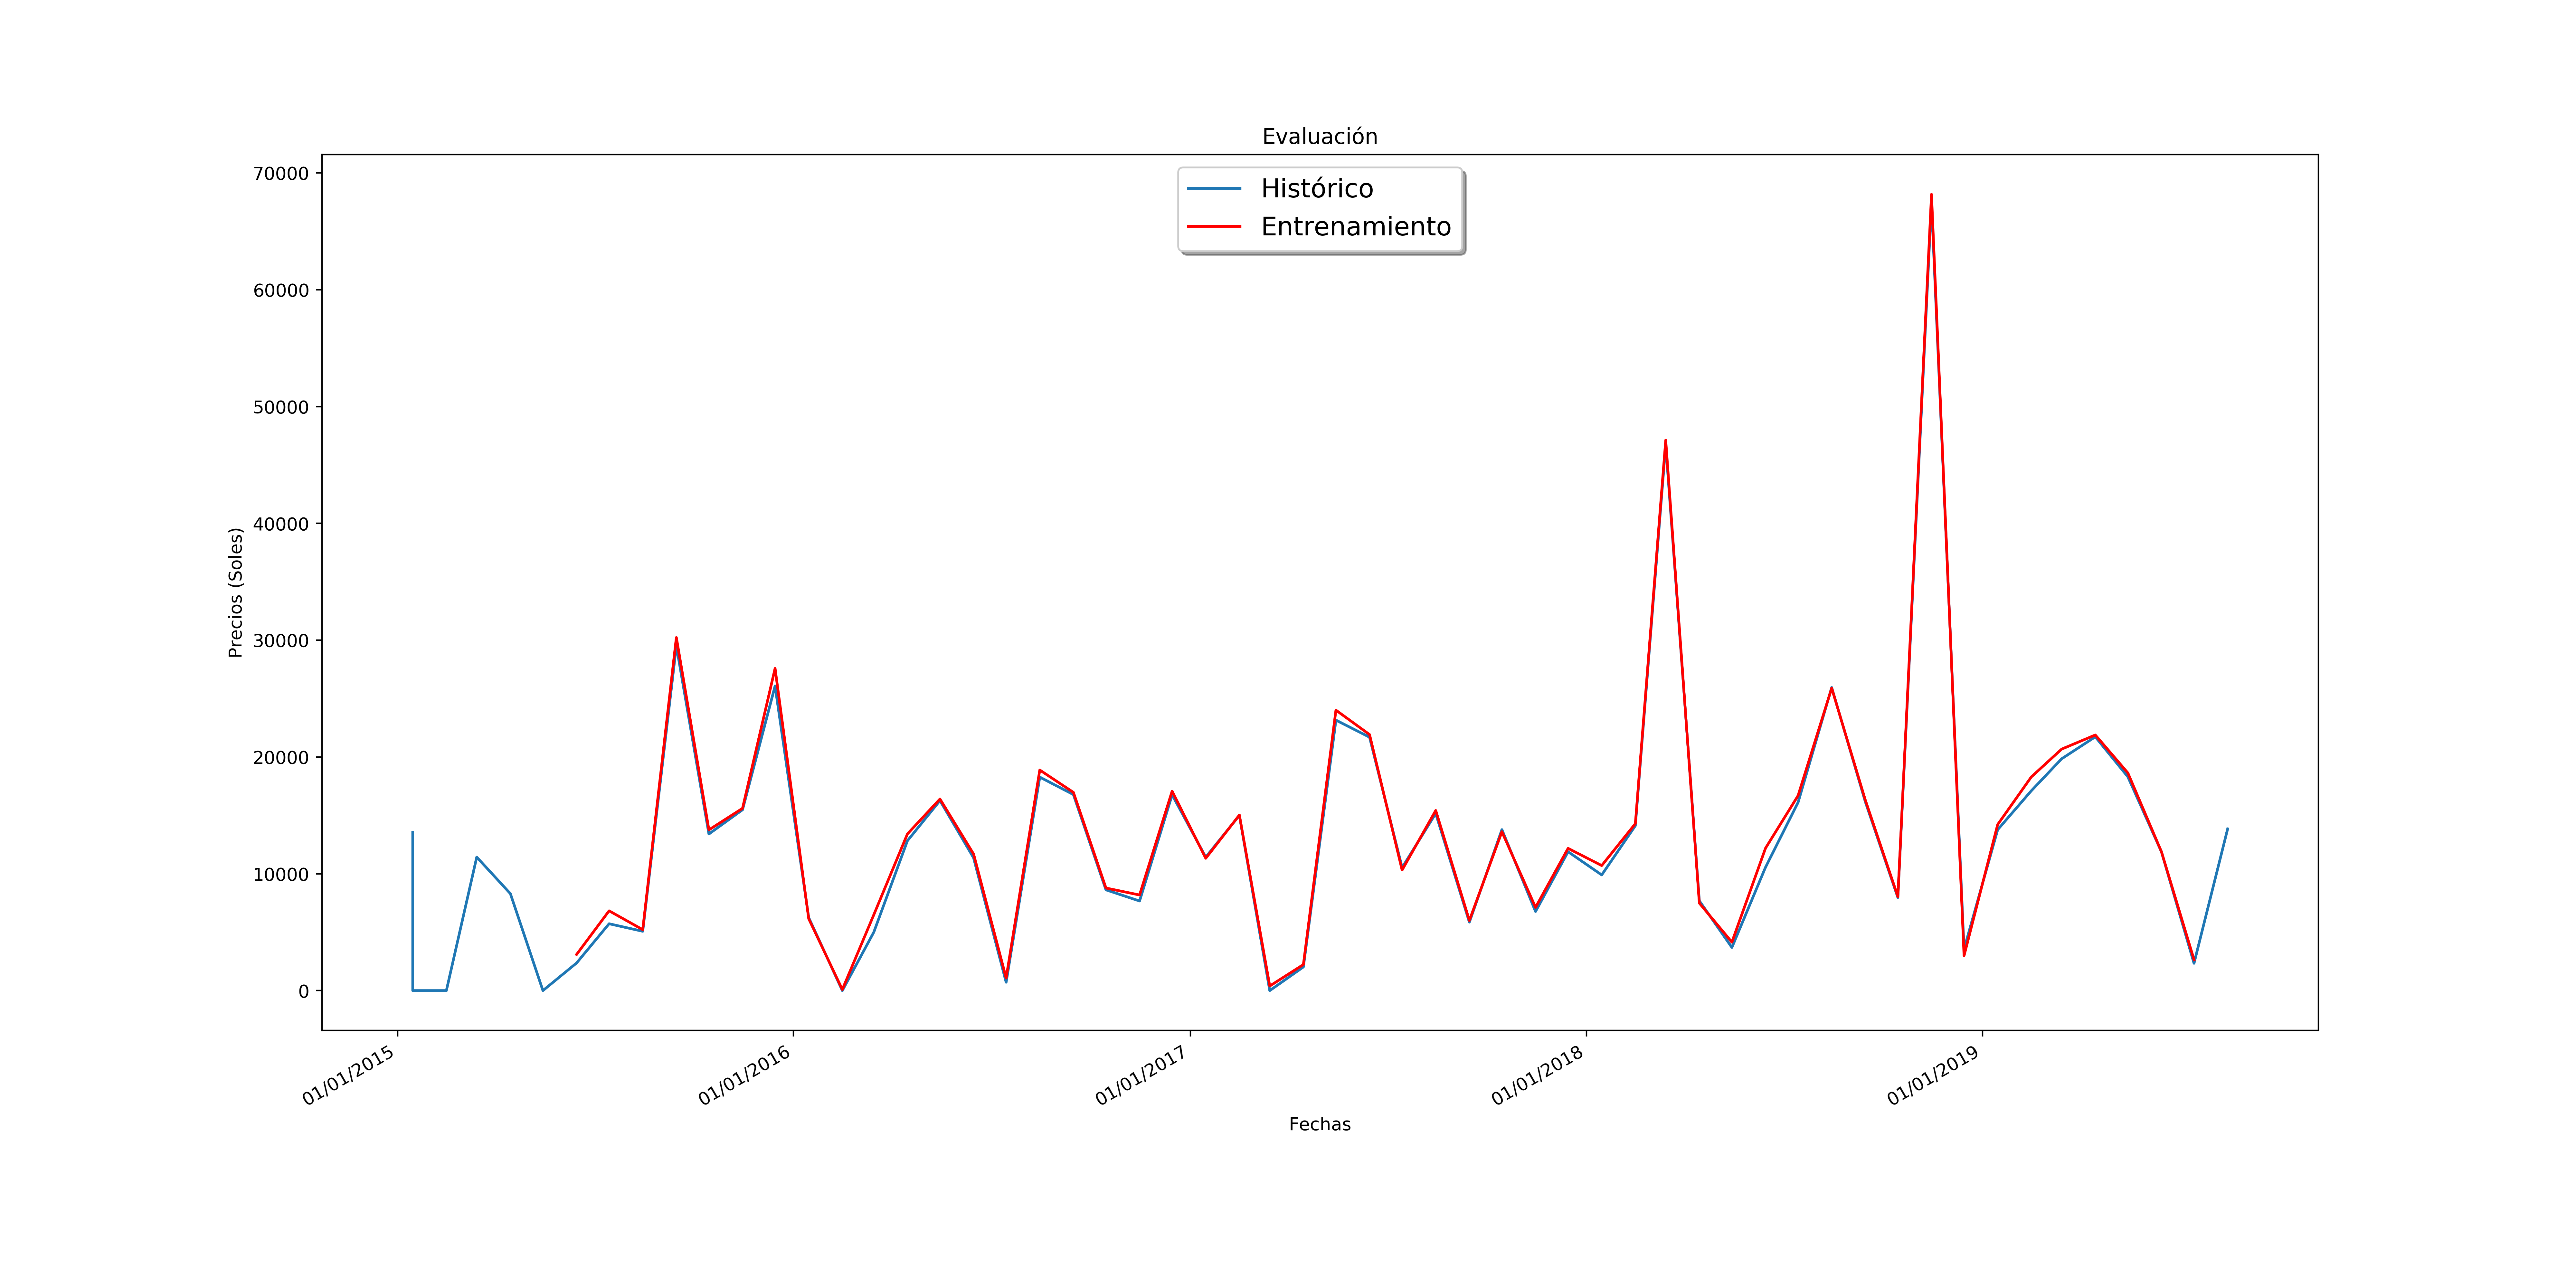 Evaluación
Histórico
Entrenamiento
70000
60000
50000
40000
30000
20000
10000
0
Precios (Soles)
01/01/2015
01/01/2016
01/01/2017
01/01/2018
01/01/2019
Fechas